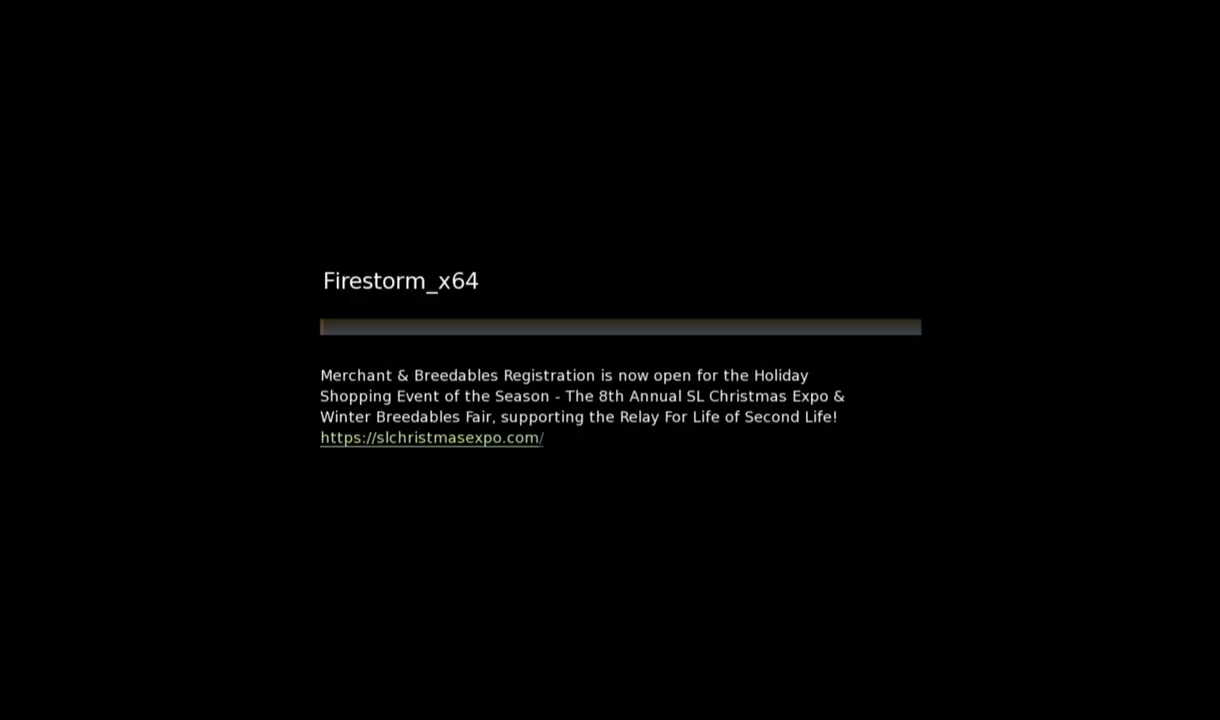 Firestorm_x64
Merchant & Breedables Registration is now open for the Holiday
Shopping Event of the Season - The 8th Annual SL Christmas Expo &
Winter Breedables Fair, supporting the Relay For Life of Second Life!
https://slchristmasexpo.com/